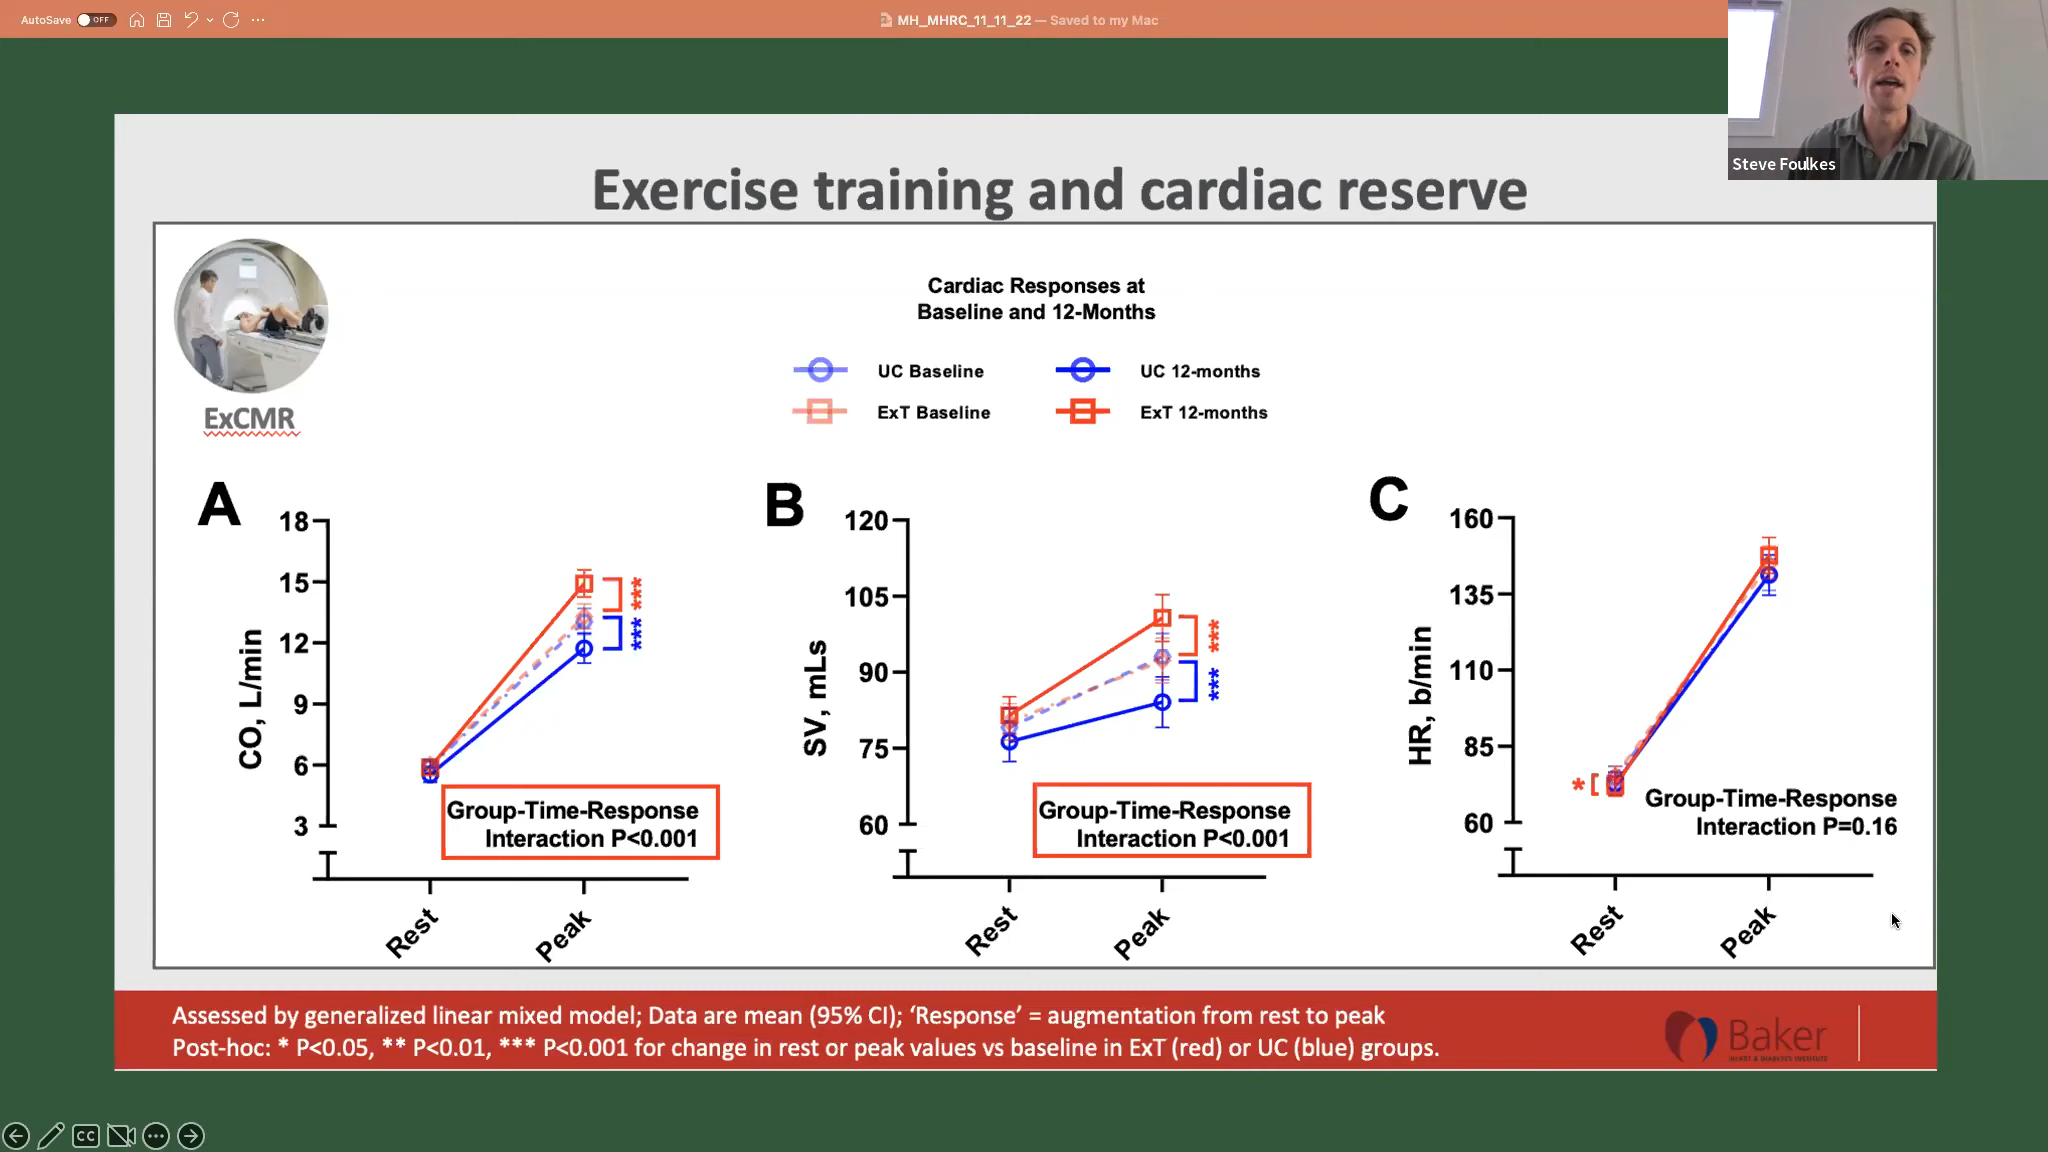 AutoSave OFF
MH_MHRC_11_11_22 — Saved to my Mac
Steve Foulkes
Exercise training and cardiac reserve
ExCMR
Cardiac Responses at
Baseline and 12-Months
UC Baseline
UC 12-months
ExT Baseline
ExT 12-months
A
CO, L/min
18
15
12
9
6
3
***
***
Group-Time-Response
Interaction P<0.001
Rest
Peak
B
SV, mLs
120
105
90
75
60
***
***
Group-Time-Response
Interaction P<0.001
Rest
Peak
C
HR, b/min
160
135
110
85
60
*
Group-Time-Response
Interaction P=0.16
Rest
Peak
Assessed by generalized linear mixed model; Data are mean (95% CI); ‘Response’ = augmentation from rest to peak
Post-hoc: * P<0.05, ** P<0.01, *** P<0.001 for change in rest or peak values vs baseline in ExT (red) or UC (blue) groups.
Baker
HEART & DIABETES INSTITUTE
CC